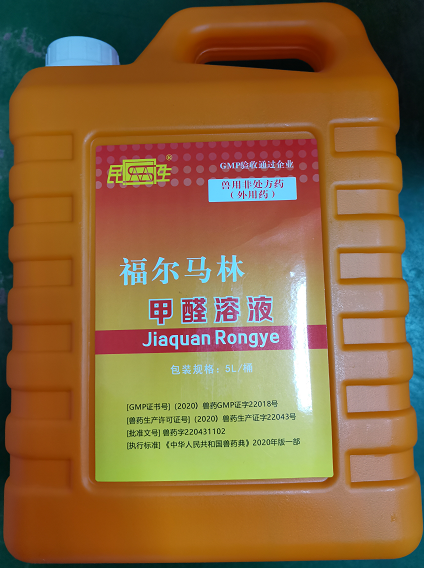 民生®
GMP验收通过企业
兽用非处方药
（外用药）
福尔马林
甲醛溶液
Jiaquan Rongye
包装规格：5L/桶
[GMP证书号] (2020）兽药GMP证字22018号
[兽药生产许可证号] (2020）兽药生产证字22043号
[批准文号] 兽药字220431102
[执行标准] 《中华人民共和国兽药典》2020年版一部